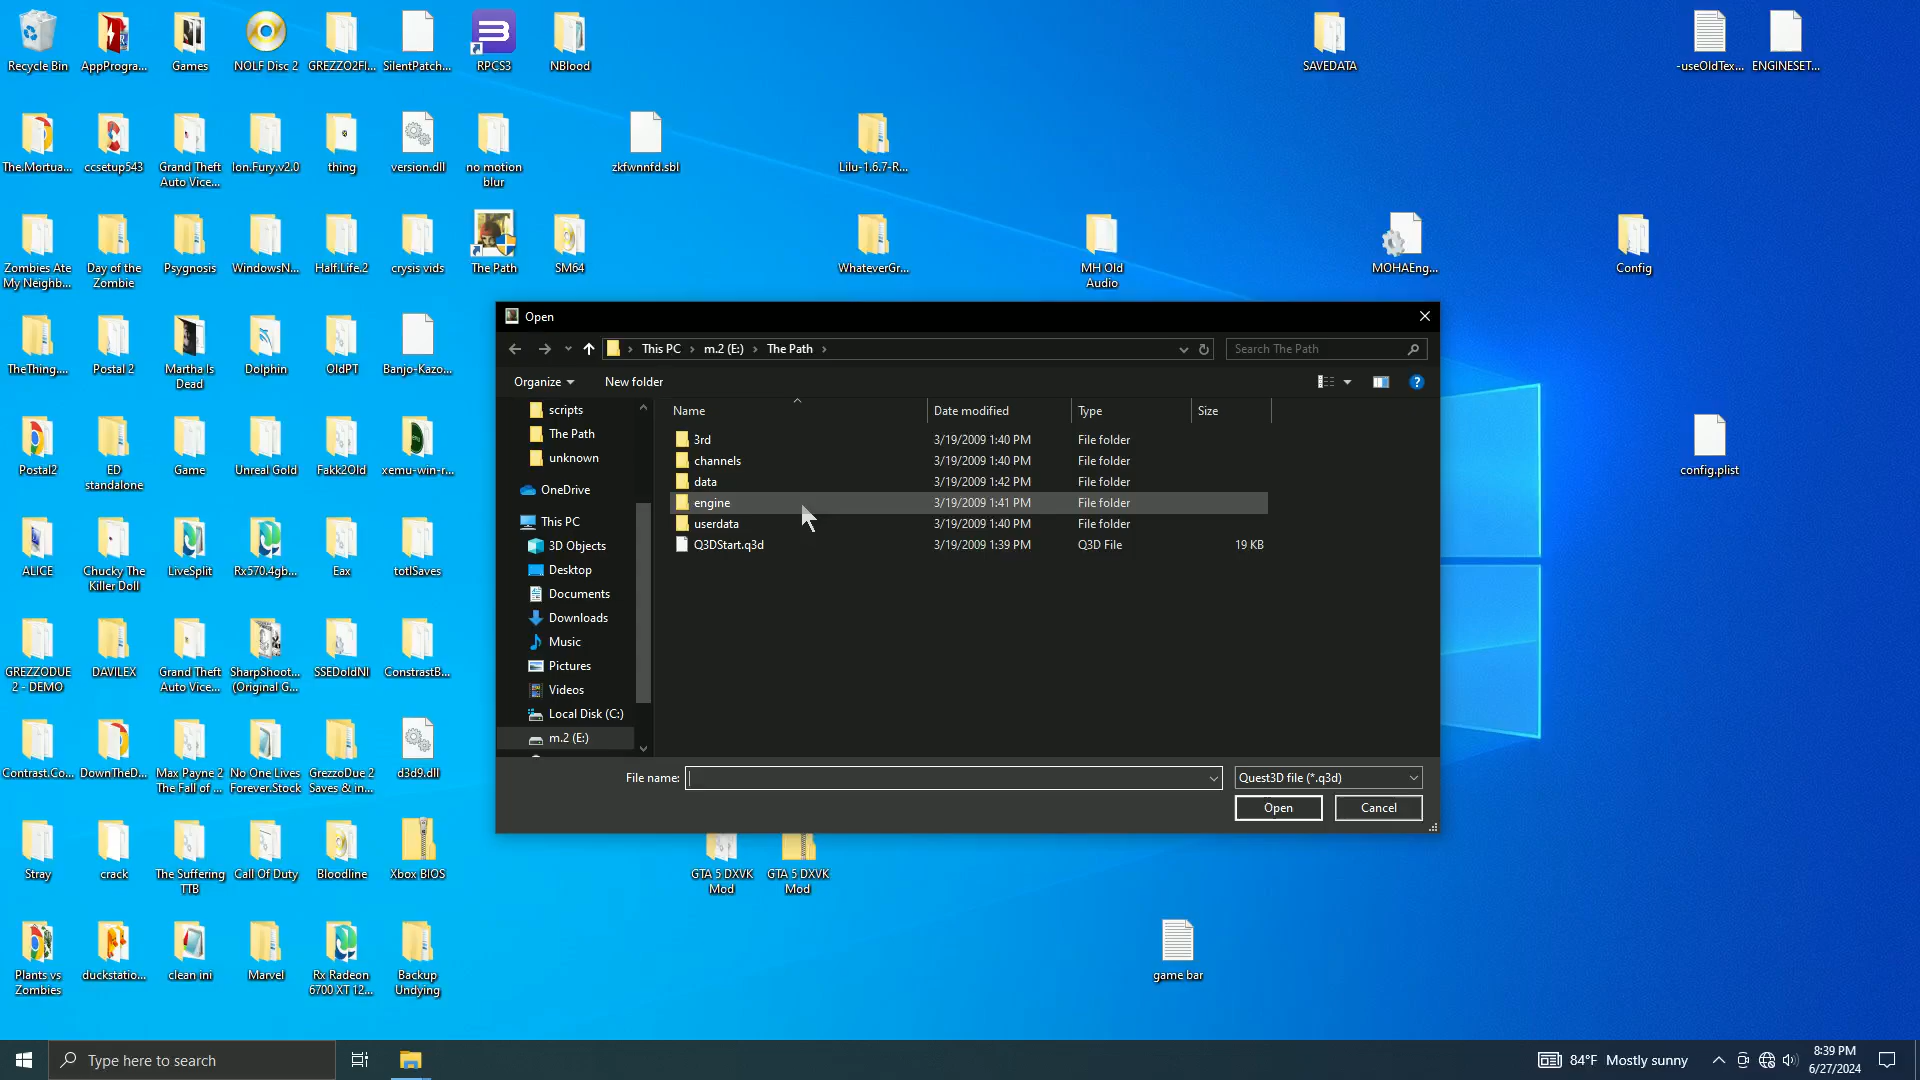 Recycle Bin
AppProgra...
Games
NOLF Disc 2
GREZZO2FI...
SilentPatch...
RPCS3
NBlood
SAVEDATA
-useOldTex...
ENGINESET...
The.Mortua...
ccsetup543
Grand Theft
Auto Vice...
Ion.Fury.v2.0
thing
version.dll
no motion
blur
zkfwnnfd.sbl
Lilu-1.6.7-R...
Zombies Ate
My Neighb...
Day of the
Zombie
Psygnosis
WindowsN...
Half.Life.2
crysis vids
The Path
SM64
WhateverGr...
MH Old
Audio
MOHAEng...
Config
TheThing....
Postal 2
Martha Is
Dead
Dolphin
OldPT
Banjo-Kazo...
Postal2
ED
standalone
Game
Unreal Gold
Fakk2Old
xemu-win-r...
config.plist
ALICE
Chucky The
Killer Doll
LiveSplit
Rx570.4gb...
Eax
totlSaves
GREZZODUE
2 - DEMO
DAVILEX
Grand Theft
Auto Vice...
SharpShoot...
(Original G...
SSEDoldNI
ConstrastB...
Contrast.Co...
DownTheD...
Max Payne 2
The Fall of ...
No One Lives
Forever.Stock
GrezzoDue 2
Saves & in...
d3d9.dll
Stray
crack
The Suffering
TTB
Call Of Duty
Bloodline
Xbox BIOS
GTA 5 DXVK
Mod
GTA 5 DXVK
Mod
Plants vs
Zombies
duckstatio...
clean ini
Marvel
Rx Radeon
6700 XT 12...
Backup
Undying
game bar
Open
This PC
m.2 (E:)
The Path
Search The Path
Organize
New folder
?
scripts
The Path
unknown
OneDrive
This PC
3D Objects
Desktop
Documents
Downloads
Music
Pictures
Videos
Local Disk (C:)
m.2 (E:)
Name Date modified Type Size
3rd 3/19/2009 1:40 PM File folder
channels 3/19/2009 1:40 PM File folder
data 3/19/2009 1:42 PM File folder
engine 3/19/2009 1:41 PM File folder
userdata 3/19/2009 1:40 PM File folder
Q3DStart.q3d 3/19/2009 1:39 PM Q3D File 19 KB
File name:
Quest3D file (*.q3d)
Open
Cancel
Type here to search
84°F Mostly sunny
8:39 PM
6/27/2024